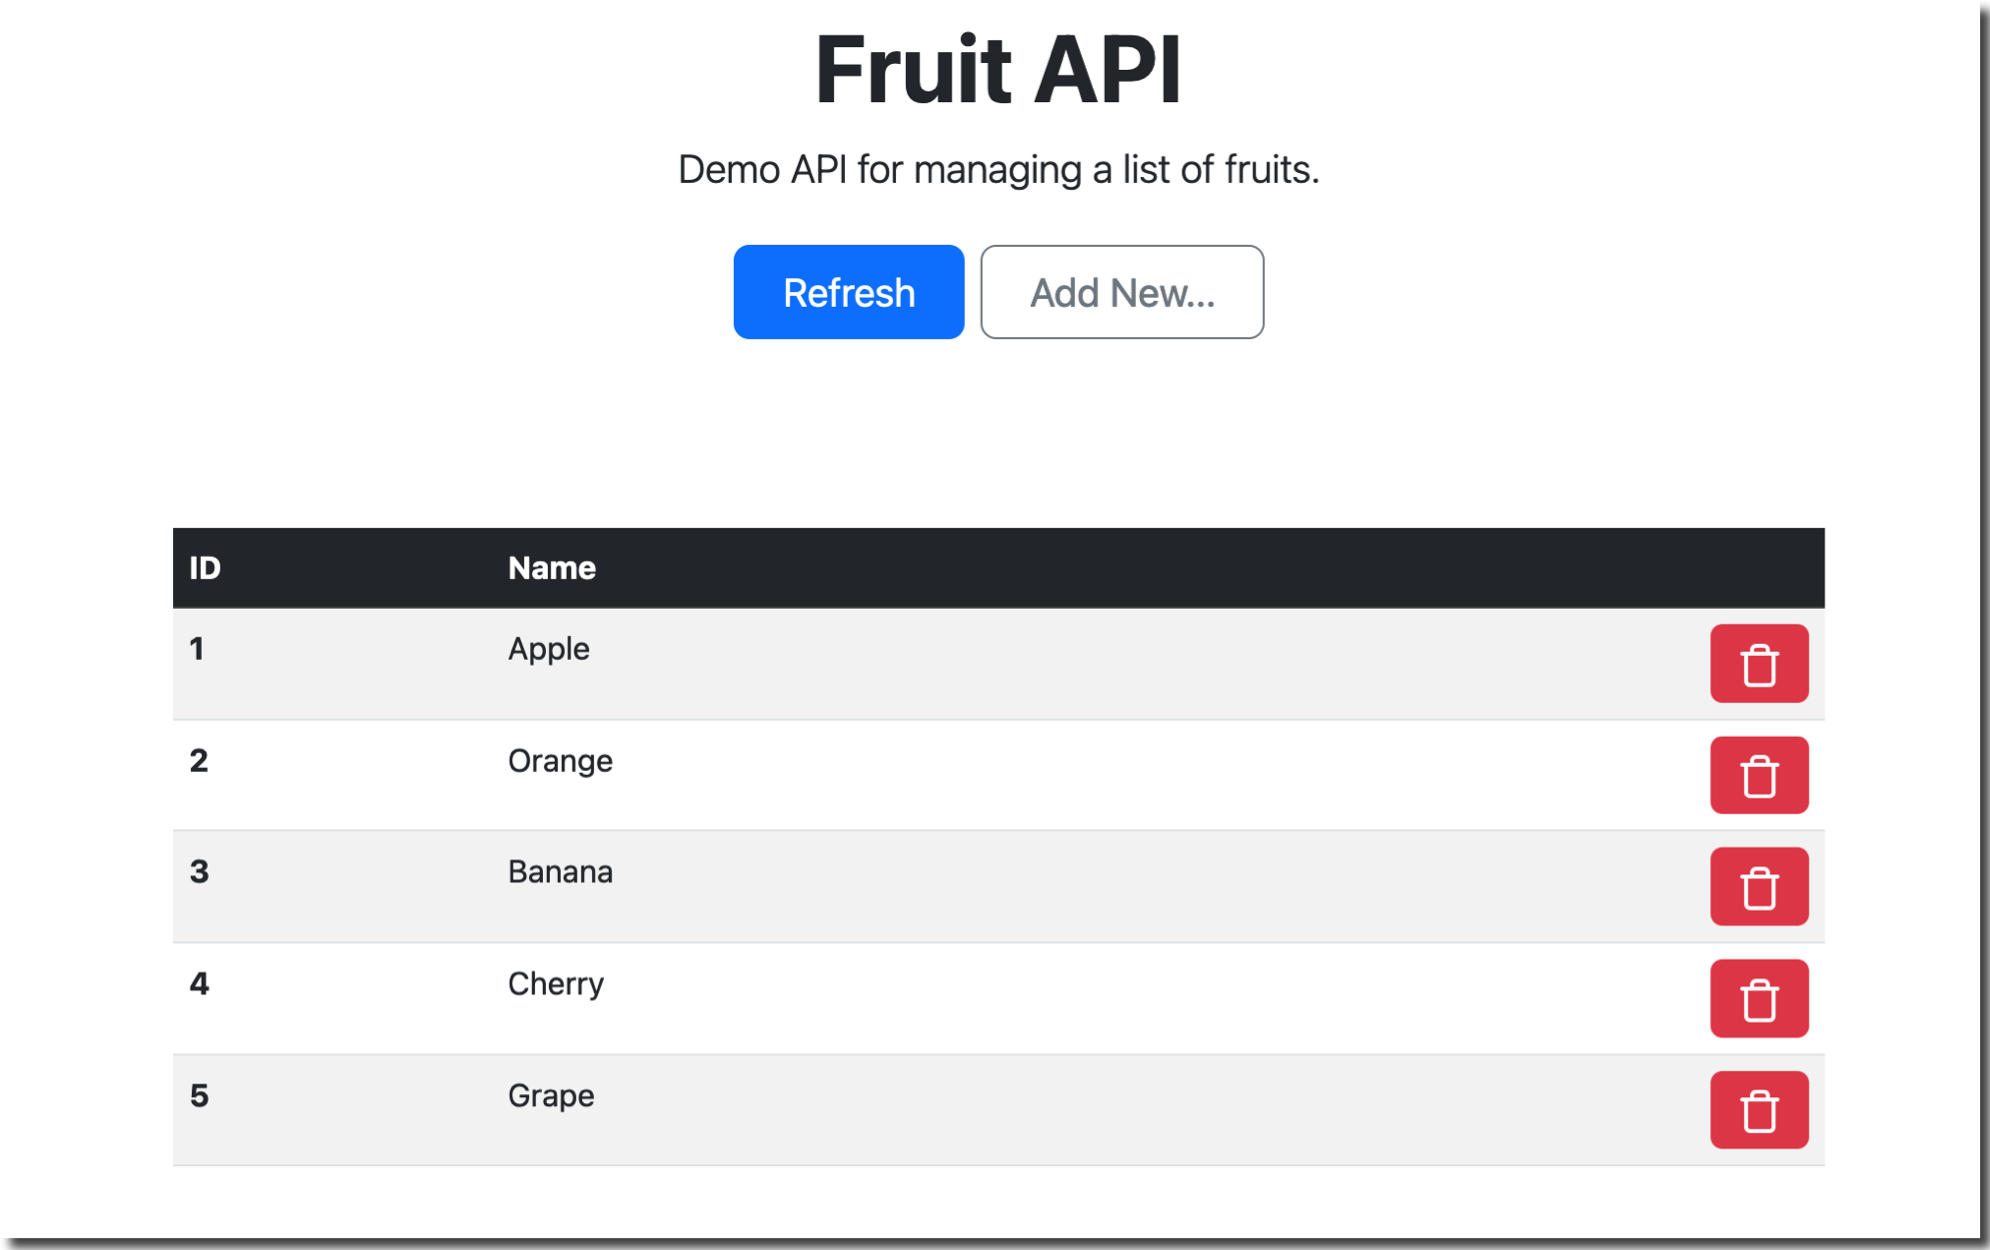 Fruit API
Demo API for managing a list of fruits.
Refresh Add New...
ID Name
1 Apple
2 Orange
3 Banana
4 Cherry
5 Grape